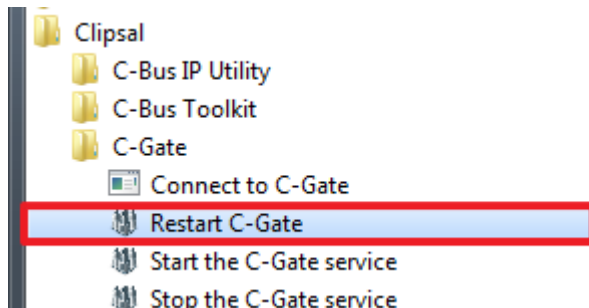 Clipsal
C-Bus IP Utility
C-Bus Toolkit
C-Gate
Connect to C-Gate
Restart C-Gate
Start the C-Gate service
Stop the C-Gate service